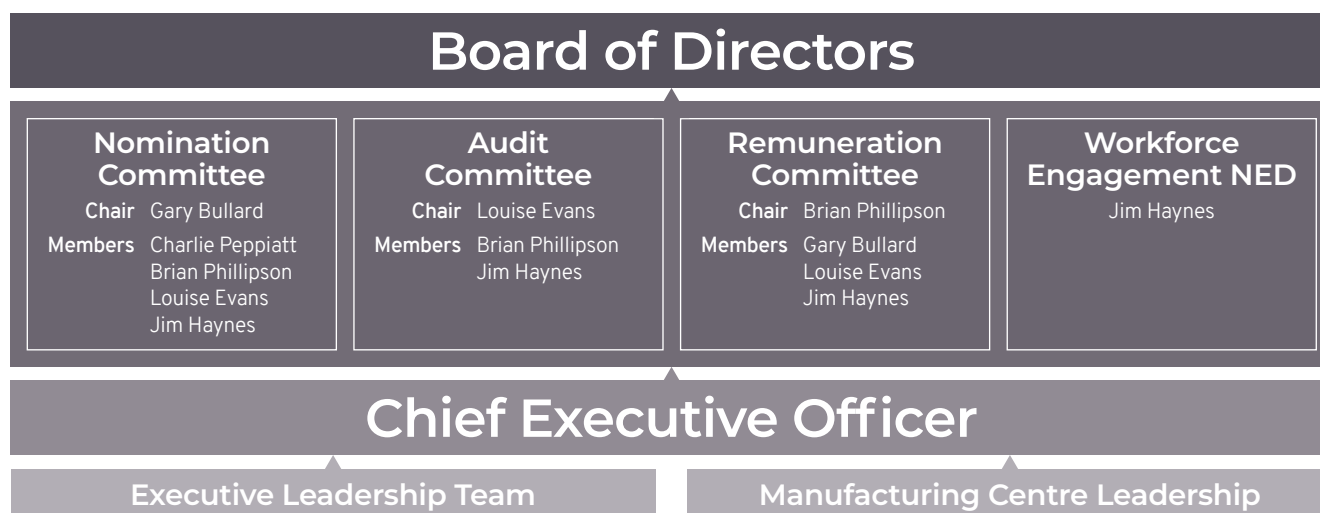 Board of Directors
Nomination
Committee
Chair Gary Bullard
Members Charlie Peppiatt
Brian Phillipson
Louise Evans
Jim Haynes
Audit
Committee
Chair Louise Evans
Members Brian Phillipson
Jim Haynes
Remuneration
Committee
Chair Brian Phillipson
Members Gary Bullard
Louise Evans
Jim Haynes
Workforce
Engagement NED
Jim Haynes
Chief Executive Officer
Executive Leadership Team
Manufacturing Centre Leadership